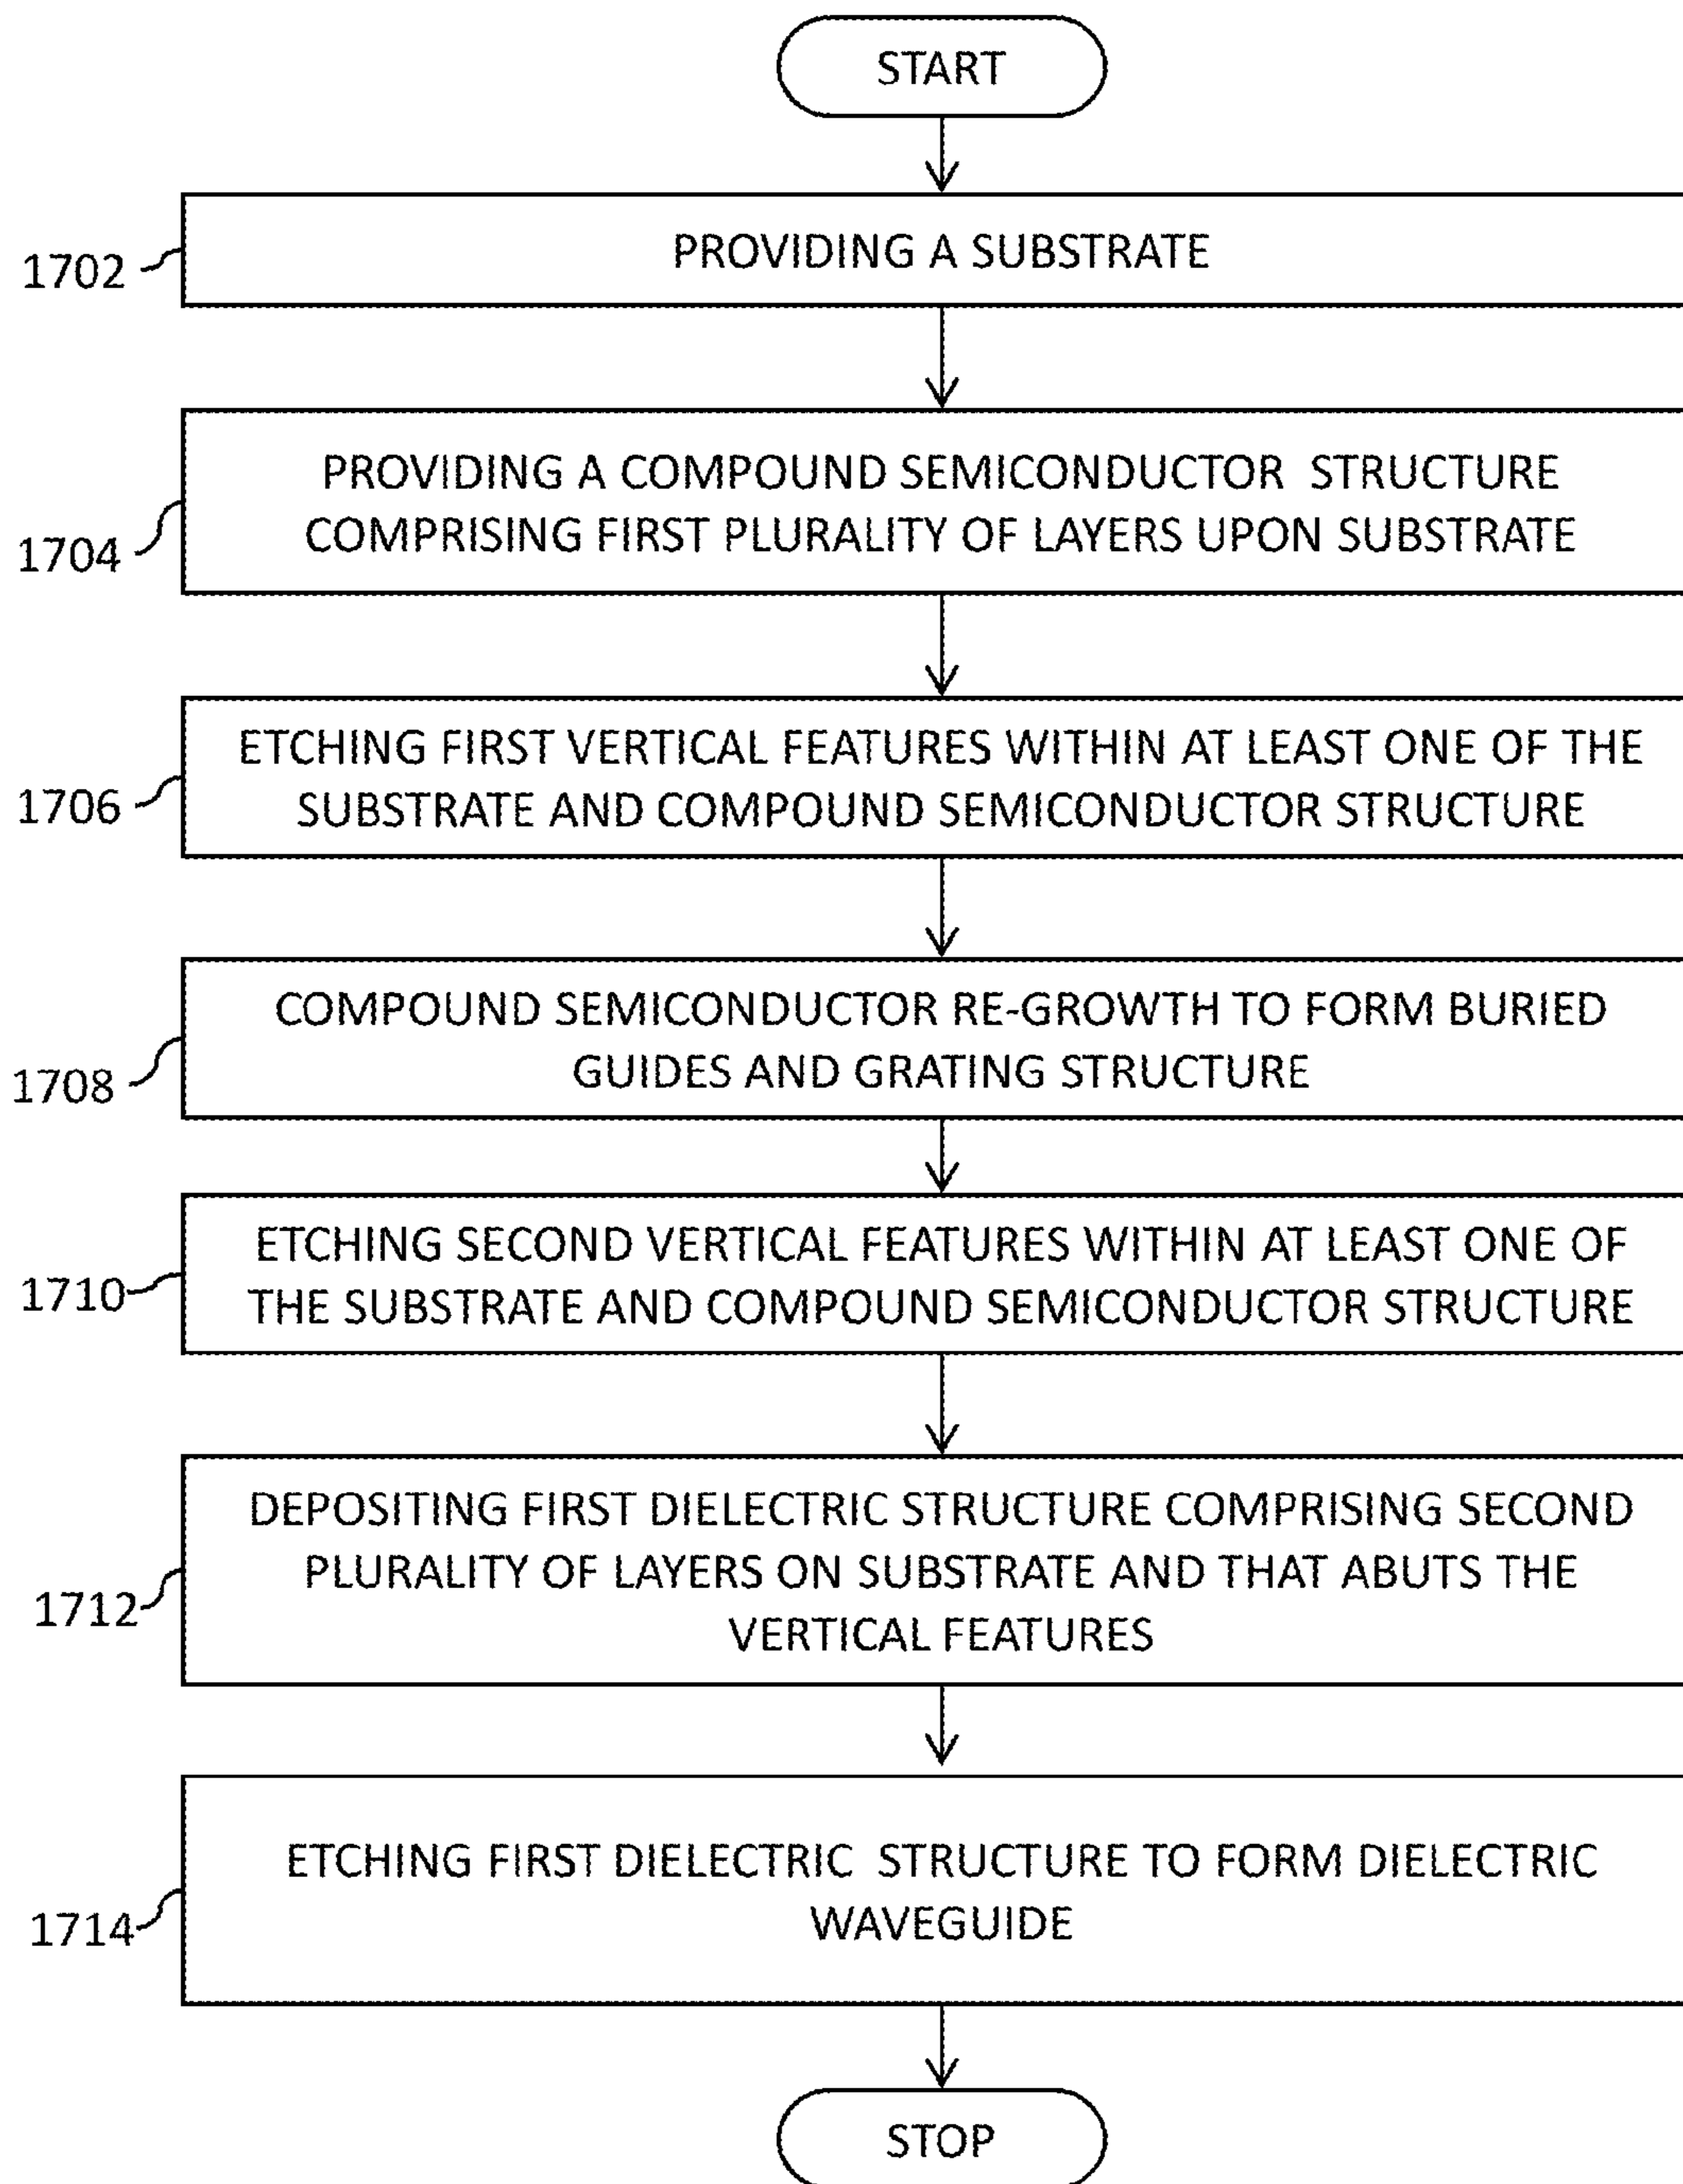 START
PROVIDING A SUBSTRATE
1702
PROVIDING A COMPOUND SEMICONDUCTOR STRUCTURE
COMPRISING FIRST PLURALITY OF LAYERS UPON SUBSTRATE
1704
ETCHING FIRST VERTICAL FEATURES WITHIN AT LEAST ONE OF THE
SUBSTRATE AND COMPOUND SEMICONDUCTOR STRUCTURE
1706
COMPOUND SEMICONDUCTOR RE-GROWTH TO FORM BURIED
GUIDES AND GRATING STRUCTURE
1708
ETCHING SECOND VERTICAL FEATURES WITHIN AT LEAST ONE OF
THE SUBSTRATE AND COMPOUND SEMICONDUCTOR STRUCTURE
1710
DEPOSITING FIRST DIELECTRIC STRUCTURE COMPRISING SECOND
PLURALITY OF LAYERS ON SUBSTRATE AND THAT ABUTS THE
VERTICAL FEATURES
1712
ETCHING FIRST DIELECTRIC STRUCTURE TO FORM DIELECTRIC
WAVEGUIDE
1714
STOP